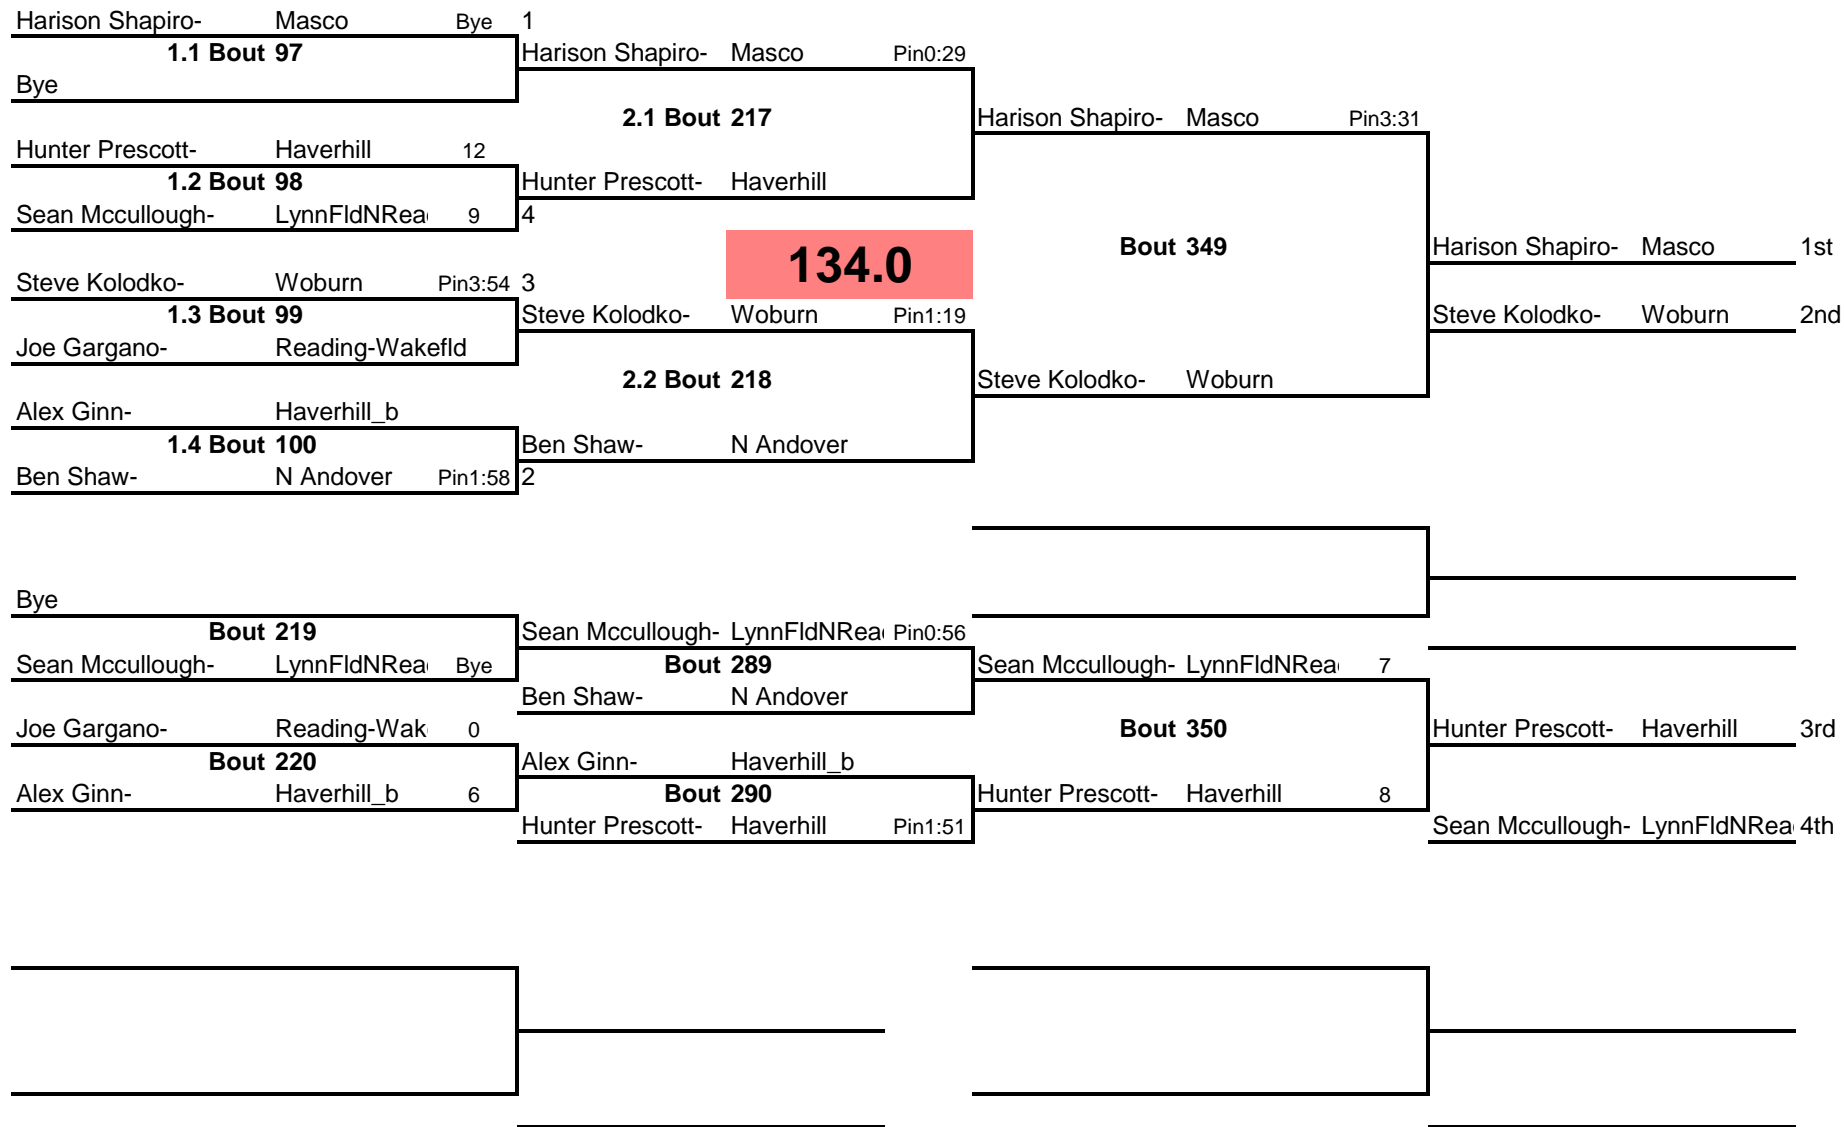 Harison Shapiro- Masco Bye 1
1.1 Bout 97 Harison Shapiro- Masco Pin0:29
Bye
2.1 Bout 217 Harison Shapiro- Masco Pin3:31
Hunter Prescott- Haverhill 12
1.2 Bout 98 Hunter Prescott- Haverhill
Sean Mccullough- LynnFldNRea 9 4
Bout 349 Harison Shapiro- Masco 1st
134.0
Steve Kolodko- Woburn Pin3:54 3
1.3 Bout 99 Steve Kolodko- Woburn Pin1:19 Steve Kolodko- Woburn 2nd
Joe Gargano- Reading-Wakefld
2.2 Bout 218 Steve Kolodko- Woburn
Alex Ginn- Haverhill_b
1.4 Bout 100 Ben Shaw- N Andover
Ben Shaw- N Andover Pin1:58 2
Bye
Bout 219 Sean Mccullough- LynnFldNRea Pin0:56
Sean Mccullough- LynnFldNRea Bye Bout 289 Sean Mccullough- LynnFldNRea 7
Ben Shaw- N Andover
Joe Gargano- Reading-Wak 0 Bout 350 Hunter Prescott- Haverhill 3rd
Bout 220 Alex Ginn- Haverhill_b
Alex Ginn- Haverhill_b 6 Bout 290 Hunter Prescott- Haverhill 8
Hunter Prescott- Haverhill Pin1:51 Sean Mccullough- LynnFldNRea 4th